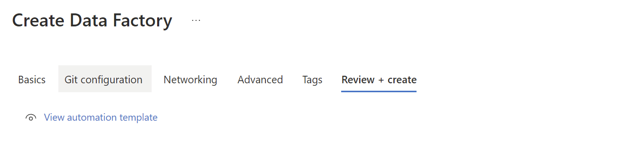 Create Data Factory ...
Basics Git configuration Networking Advanced Tags Review + create
View automation template